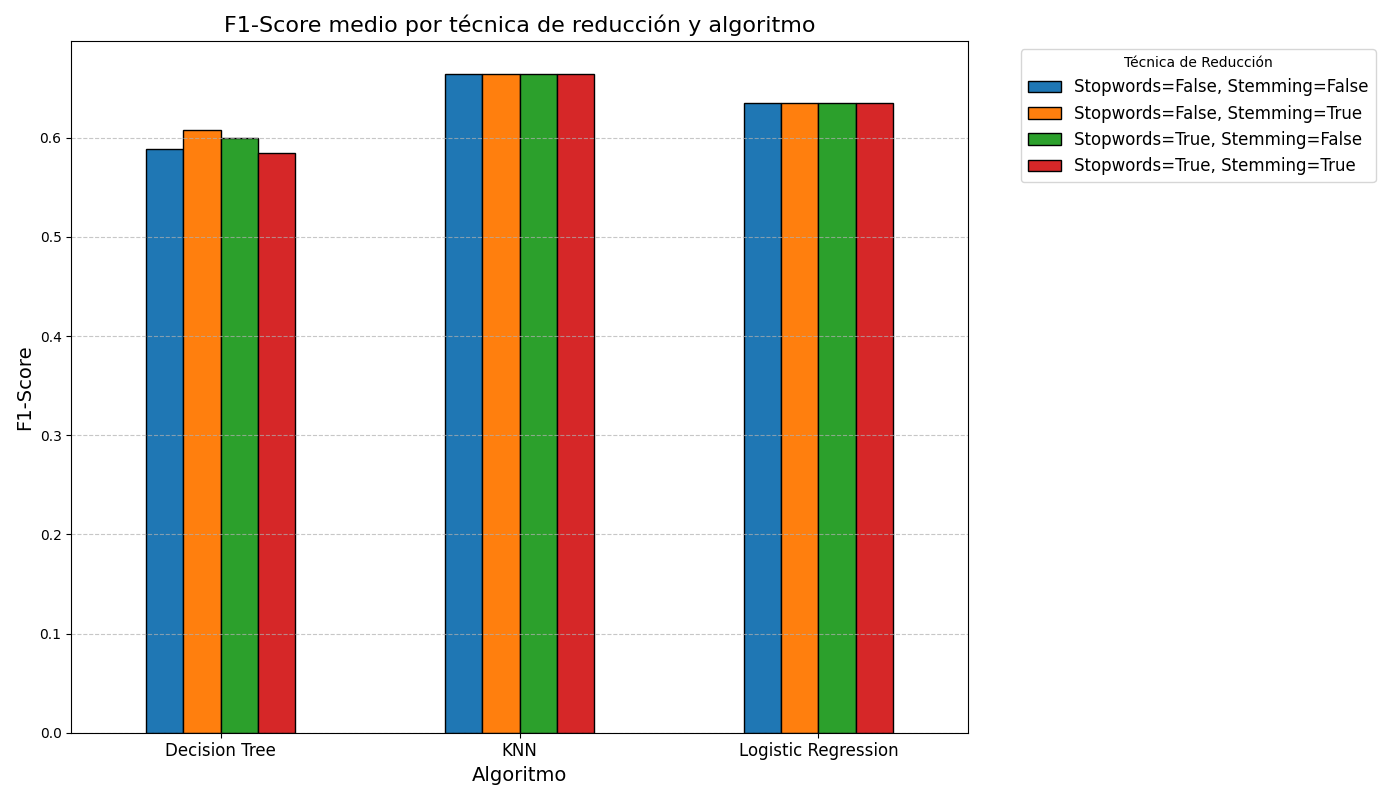 F1-Score medio por técnica de reducción y algoritmo
Técnica de Reducción
Stopwords=False, Stemming=False
Stopwords=False, Stemming=True
Stopwords=True, Stemming=False
Stopwords=True, Stemming=True
F1-Score
0.6
0.5
0.4
0.3
0.2
0.1
0.0
Decision Tree
KNN
Logistic Regression
Algoritmo